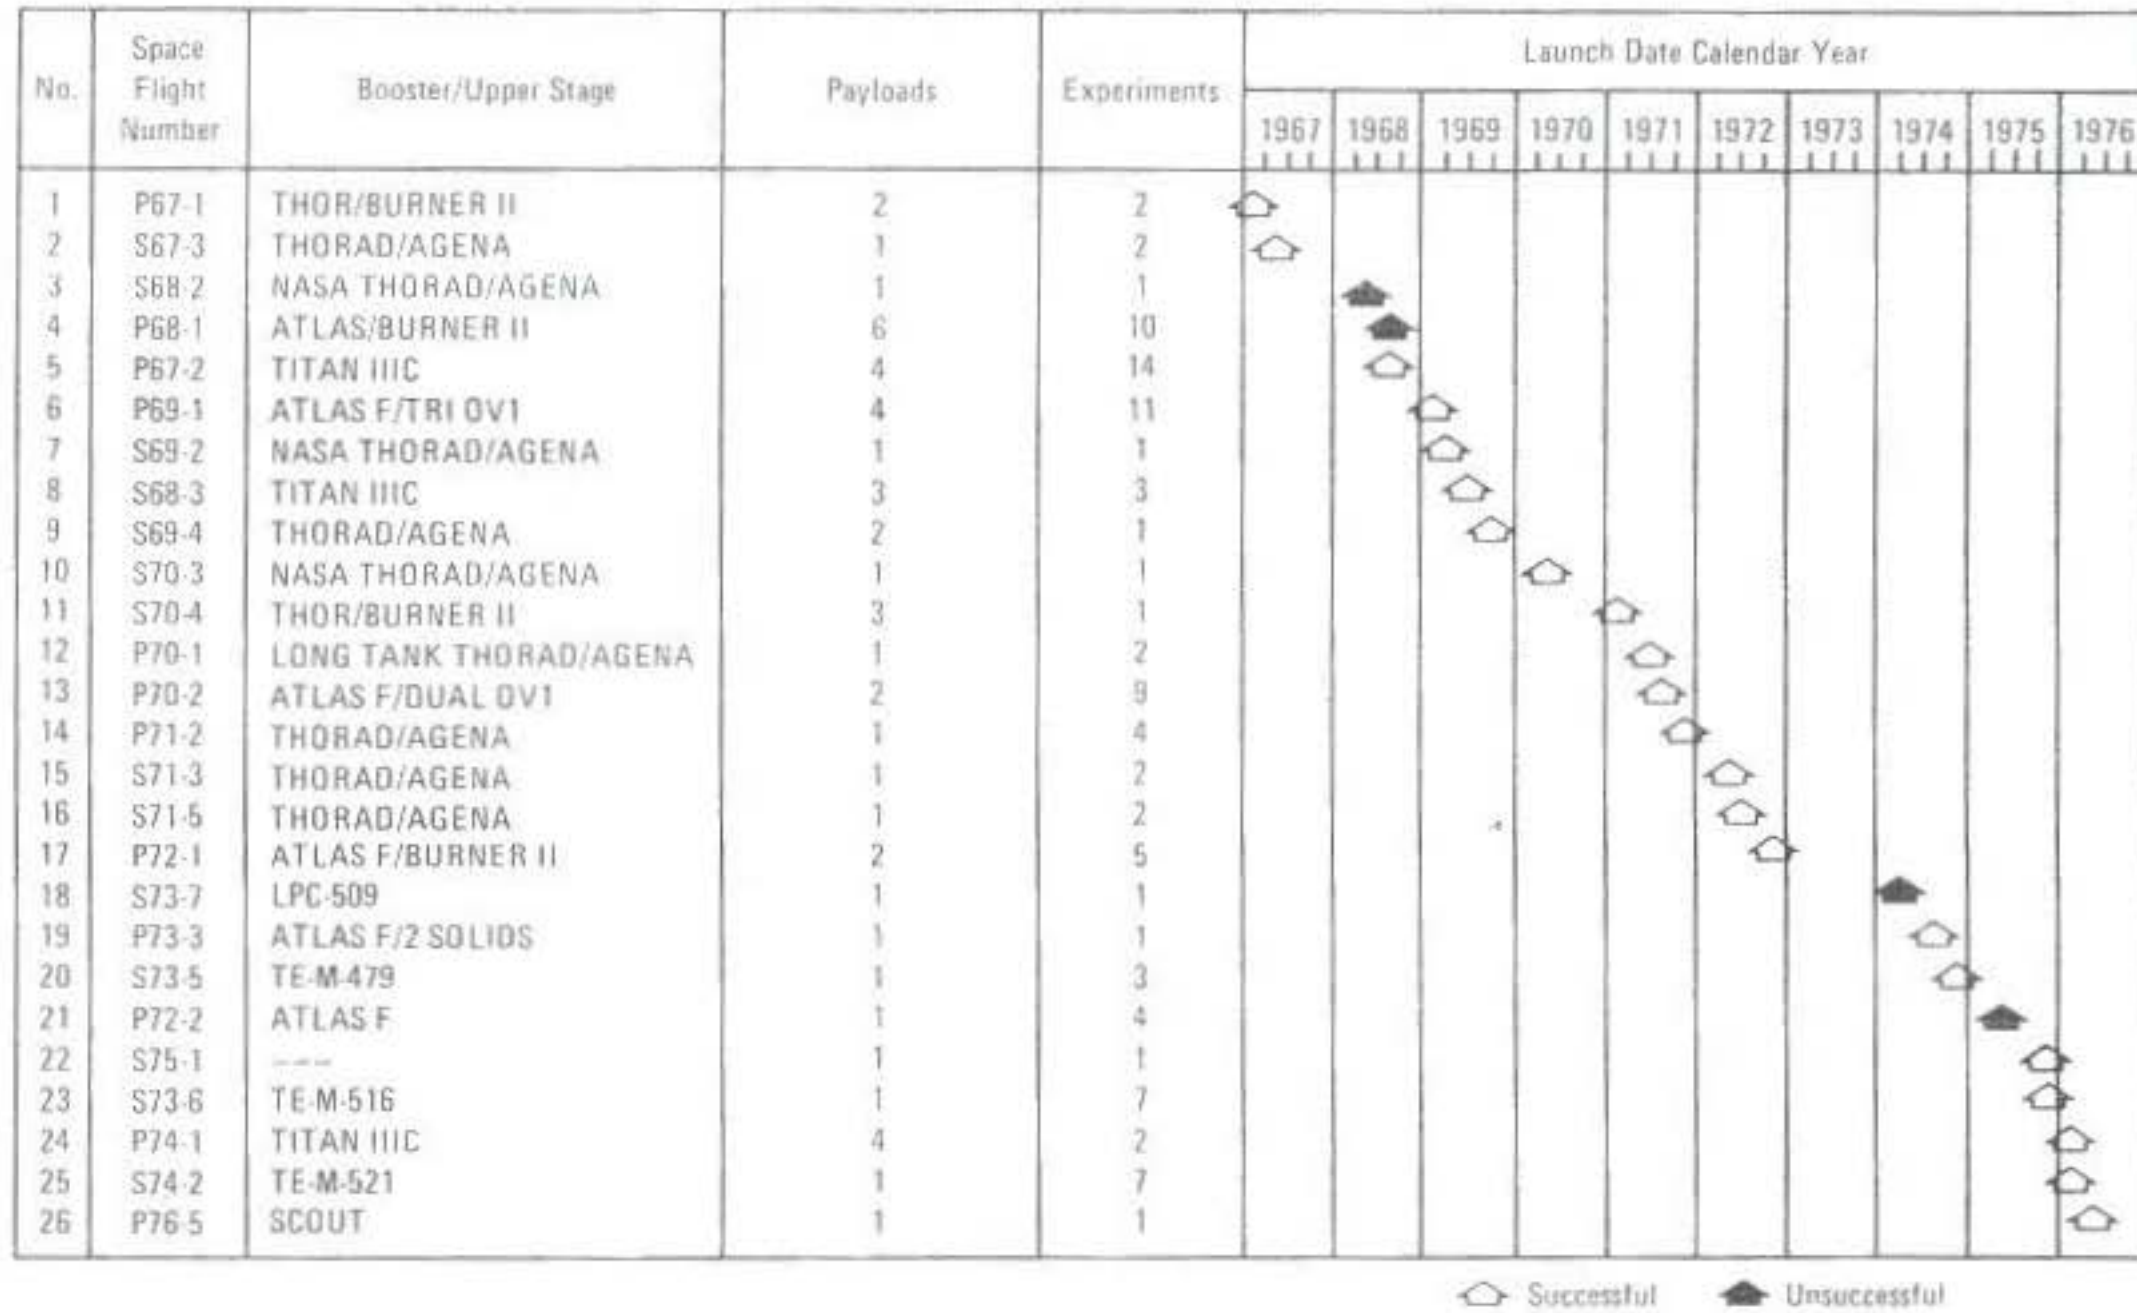 Launch Date Calendar Year
No. Space Flight Number Booster/Upper Stage Payloads Experiments
1967 1968 1969 1970 1971 1972 1973 1974 1975 1976
1 P67-1 THOR/BURNER II 2 2
2 S67-3 THORAD/AGENA 1 2
3 S68-2 NASA THORAD/AGENA 1 1
4 P68-1 ATLAS/BURNER II 6 10
5 P67-2 TITAN IIIC 4 14
6 P69-1 ATLAS F/TRI OV1 4 11
7 S69-2 NASA THORAD/AGENA 1 1
8 S68-3 TITAN IIIC 3 3
9 S69-4 THORAD/AGENA 2 1
10 S70-3 NASA THORAD/AGENA 1 1
11 S70-4 THOR/BURNER II 3 1
12 P70-1 LONG TANK THORAD/AGENA 1 2
13 P70-2 ATLAS F/DUAL OV1 2 9
14 P71-2 THORAD/AGENA 1 4
15 S71-3 THORAD/AGENA 1 2
16 S71-5 THORAD/AGENA 1 2
17 P72-1 ATLAS F/BURNER II 2 5
18 S73-7 LPC-509 1 1
19 P73-3 ATLAS F/2 SOLIDS 1 1
20 S73-5 TE-M-479 1 3
21 P72-2 ATLAS F 1 4
22 S75-1 --- 1 1
23 S73-6 TE-M-516 1 7
24 P74-1 TITAN IIIC 4 2
25 S74-2 TE-M-521 1 7
26 P76-5 SCOUT 1 1
Successful Unsuccessful